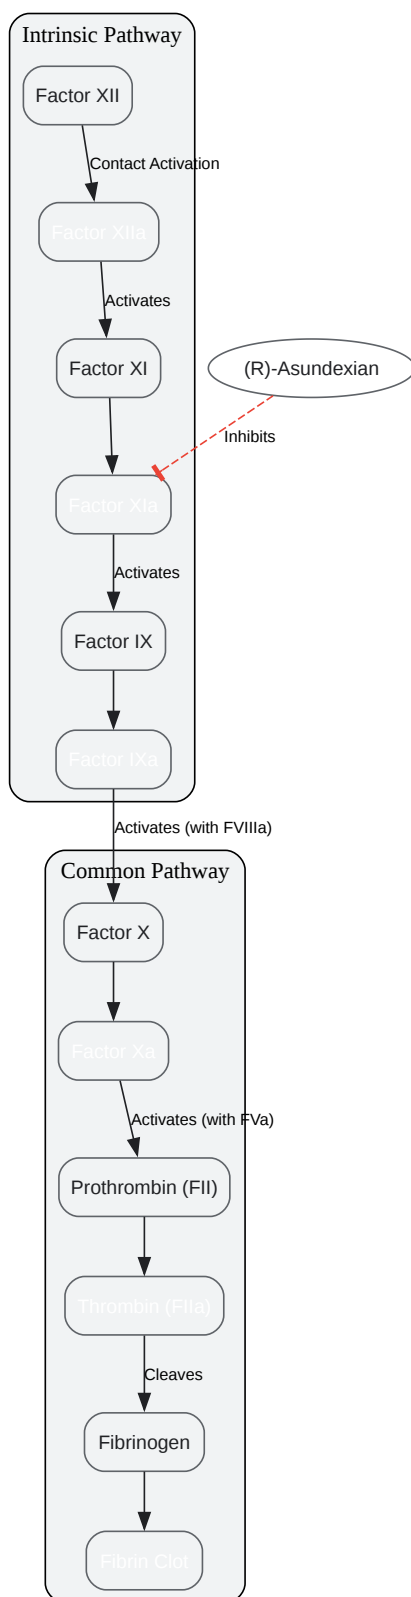 Intrinsic Pathway
Factor XII
Contact Activation
Factor XIIa
Activates
Factor XI
(R)-Asundexian
Inhibits
Factor XIa
Activates
Factor IX
Factor IXa
Activates (with FVIIIa)
Common Pathway
Factor X
Factor Xa
Activates (with FVa)
Prothrombin (FII)
Thrombin (FIIa)
Cleaves
Fibrinogen
Fibrin Clot